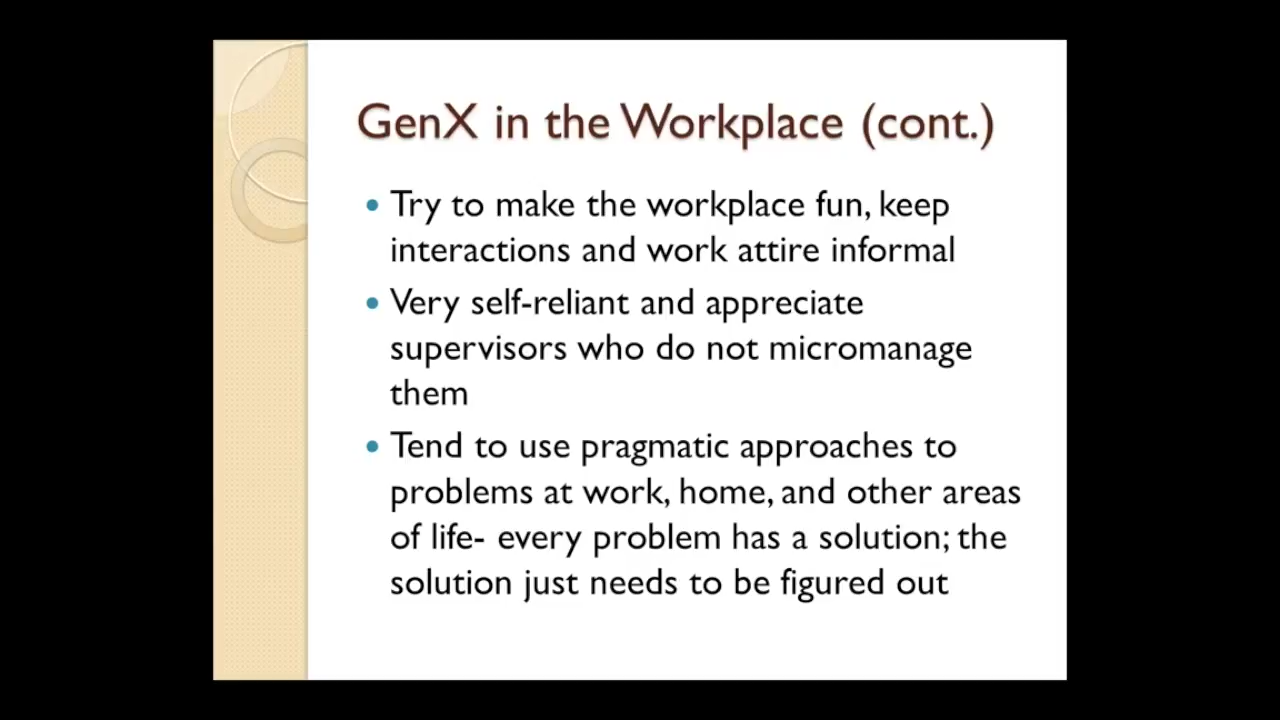 GenX in the Workplace (cont.)
• Try to make the workplace fun, keep
interactions and work attire informal
• Very self-reliant and appreciate
supervisors who do not micromanage
them
• Tend to use pragmatic approaches to
problems at work, home, and other areas
of life- every problem has a solution; the
solution just needs to be figured out